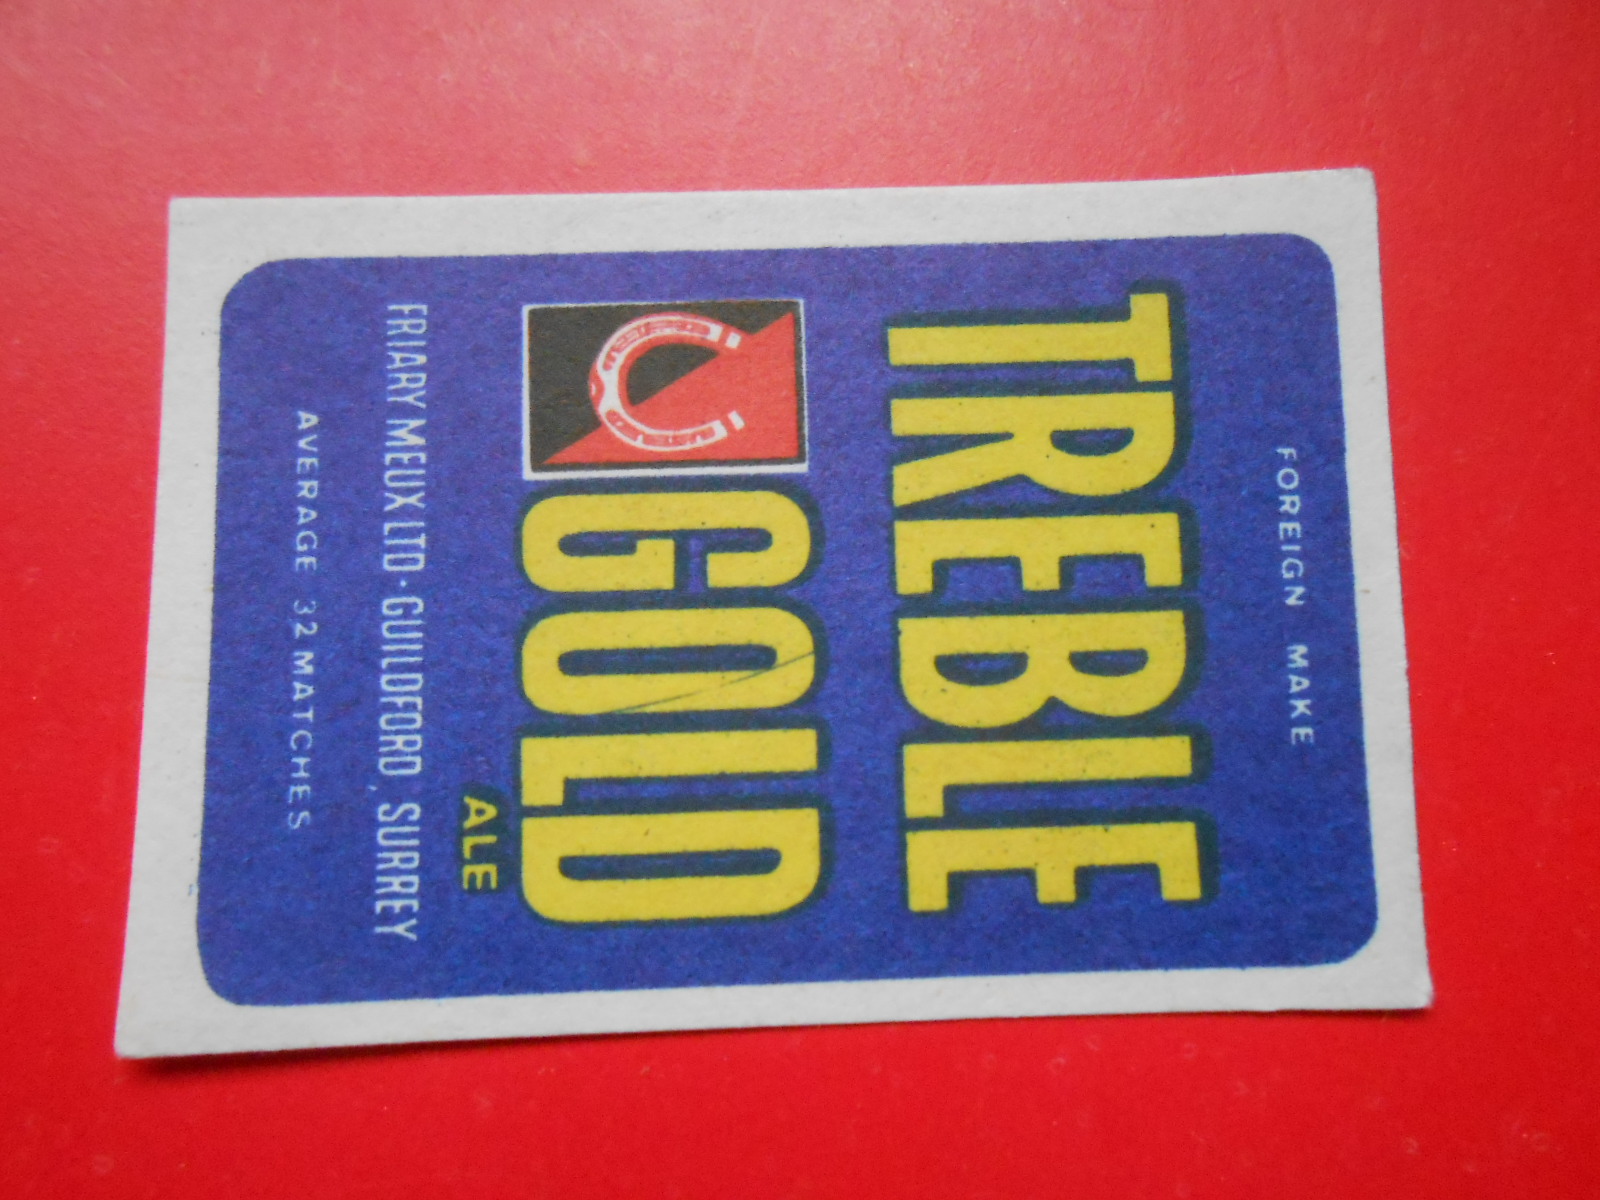 FOREIGN MAKE
TREBLE
GOLD
ALE
FRIARY MEUX LTD · GUILDFORD, SURREY
AVERAGE 32 MATCHES